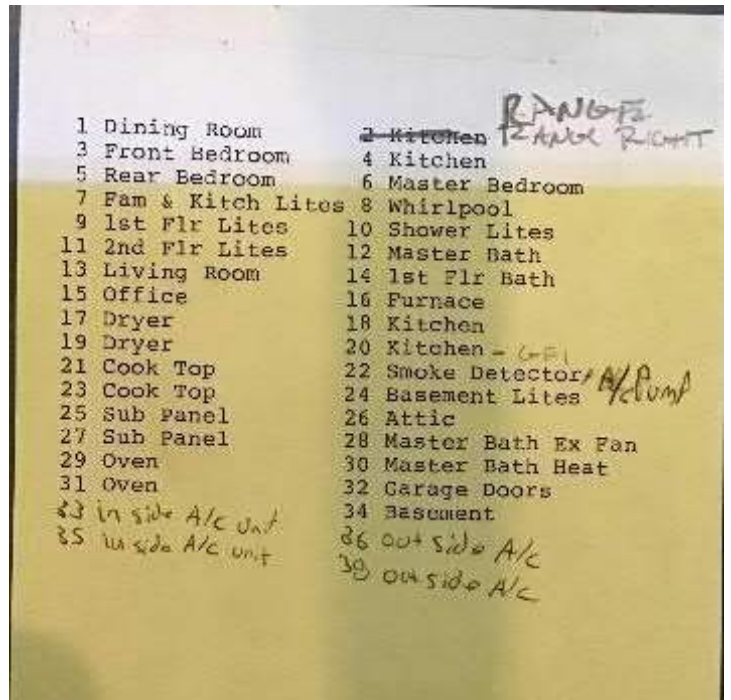 RANGE
1 Dining Room 2 Kitchen RANGE RIGHT
3 Front Bedroom 4 Kitchen
5 Rear Bedroom 6 Master Bedroom
7 Fam & Kitch Lites 8 Whirlpool
9 1st Flr Lites 10 Shower Lites
11 2nd Flr Lites 12 Master Bath
13 Living Room 14 1st Flr Bath
15 Office 16 Furnace
17 Dryer 18 Kitchen
19 Dryer 20 Kitchen - GFI
21 Cook Top 22 Smoke Detector, A/c Pump
23 Cook Top 24 Basement Lites
25 Sub Panel 26 Attic
27 Sub Panel 28 Master Bath Ex Fan
29 Oven 30 Master Bath Heat
31 Oven 32 Garage Doors
33 in side A/c unit 34 Basement
35 in side A/c unit 36 out side A/c
38 out side A/c